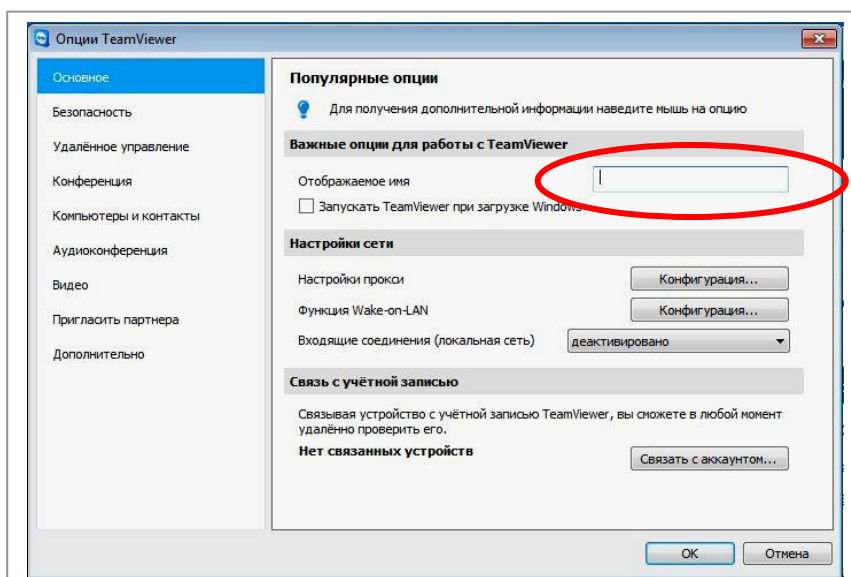 Опции TeamViewer
Основное
Безопасность
Удалённое управление
Конференция
Компьютеры и контакты
Аудиоконференция
Видео
Пригласить партнера
Дополнительно
Популярные опции
Для получения дополнительной информации наведите мышь на опцию
Важные опции для работы с TeamViewer
Отображаемое имя
Запускать TeamViewer при загрузке Windows
Настройки сети
Настройки прокси
Конфигурация...
Функция Wake-on-LAN
Конфигурация...
Входящие соединения (локальная сеть)
деактивировано
Связь с учётной записью
Связывая устройство с учётной записью TeamViewer, вы сможете в любой момент
удалённо проверить его.
Нет связанных устройств
Связать с аккаунтом...
OK
Отмена